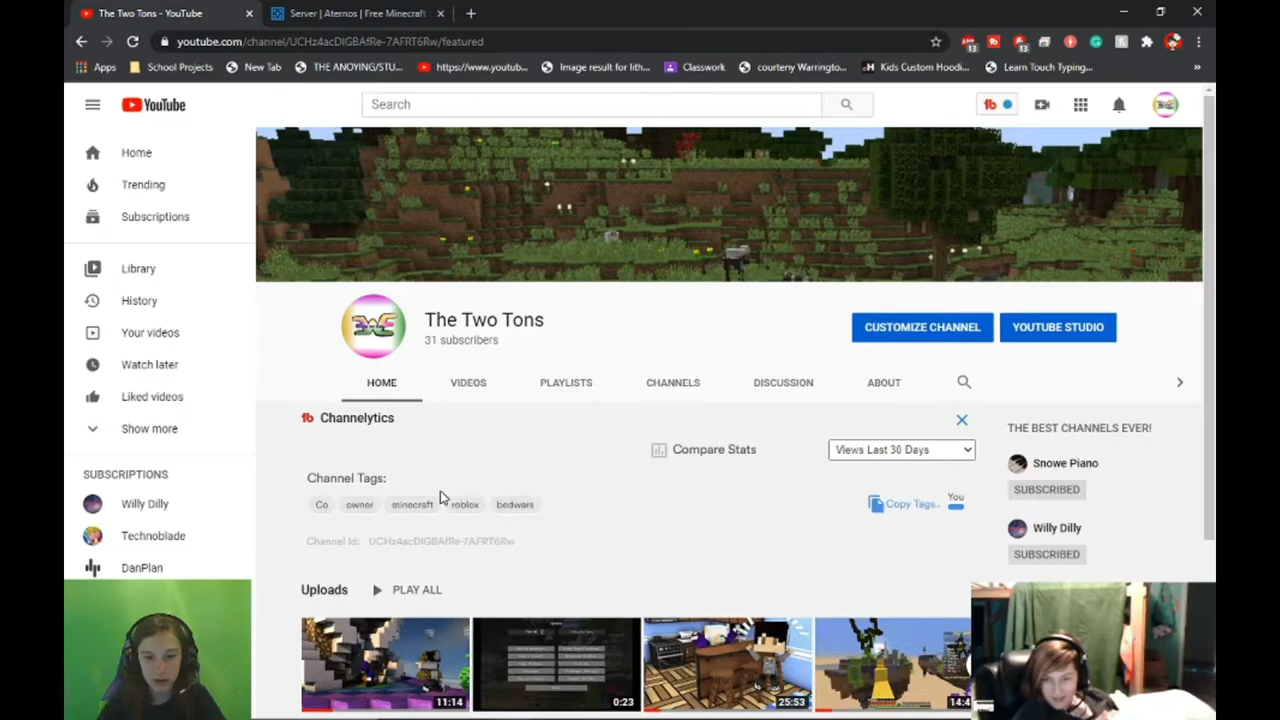 The Two Tons - YouTube
Server | Aternos | Free Minecraft
youtube.com/channel/UCHz4acDIGBAfRe-7AFRT6Rw/featured
13
13
Apps
School Projects
New Tab
THE ANOYING/STU...
https://www.youtub...
Image result for lith...
Classwork
courteny Warringto...
Kids Custom Hoodi...
Learn Touch Typing...
YouTube
Search
Home
Trending
Subscriptions
Library
History
Your videos
Watch later
Liked videos
Show more
SUBSCRIPTIONS
Willy Dilly
Technoblade
DanPlan
The Two Tons
31 subscribers
CUSTOMIZE CHANNEL
YOUTUBE STUDIO
HOME
VIDEOS
PLAYLISTS
CHANNELS
DISCUSSION
ABOUT
Channelytics
Compare Stats
Views Last 30 Days
Channel Tags:
Co
owner
minecraft
roblox
bedwars
Copy Tags..
You
Channel Id: UCHz4acDIGBAfRe-7AFRT6Rw
THE BEST CHANNELS EVER!
Snowe Piano
SUBSCRIBED
Willy Dilly
SUBSCRIBED
Uploads
PLAY ALL
11:14
0:23
25:53
14:4